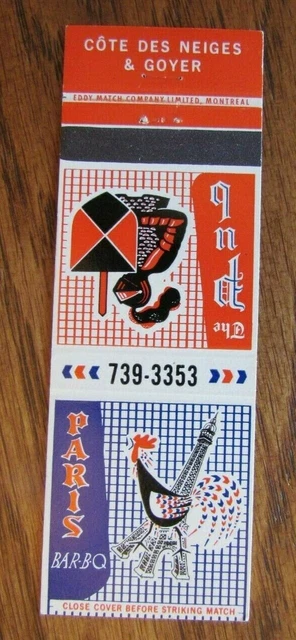 CÔTE DES NEIGES
& GOYER
EDDY MATCH COMPANY LIMITED, MONTREAL
The
Pub
739-3353
PARIS
BAR-B-Q
CLOSE COVER BEFORE STRIKING MATCH